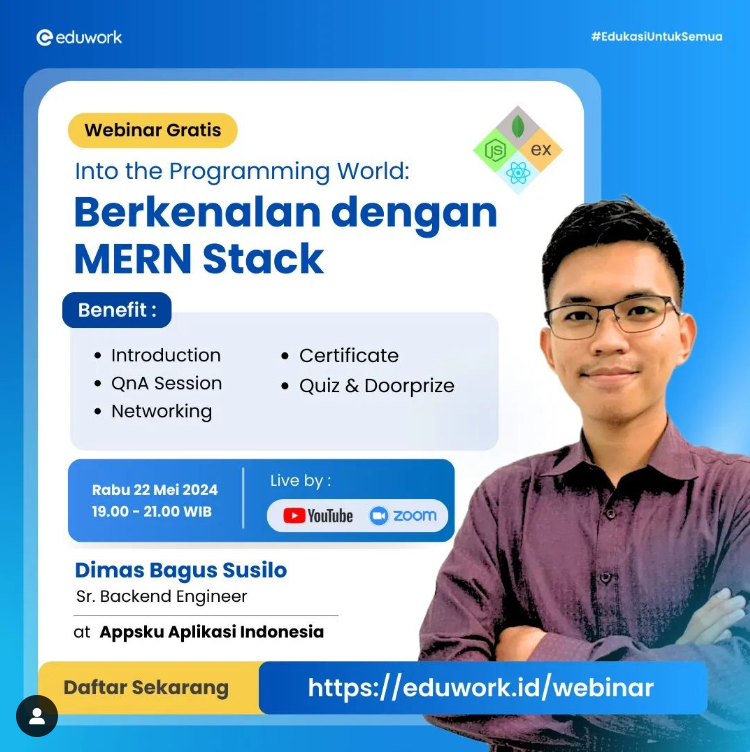 eduwork
#EdukasiUntukSemua
Webinar Gratis
Into the Programming World:
Berkenalan dengan
MERN Stack
JS
ex
Benefit :
• Introduction
• QnA Session
• Networking
• Certificate
• Quiz & Doorprize
Rabu 22 Mei 2024
19.00 - 21.00 WIB
Live by :
YouTube
zoom
Dimas Bagus Susilo
Sr. Backend Engineer
at Appsku Aplikasi Indonesia
Daftar Sekarang
https://eduwork.id/webinar